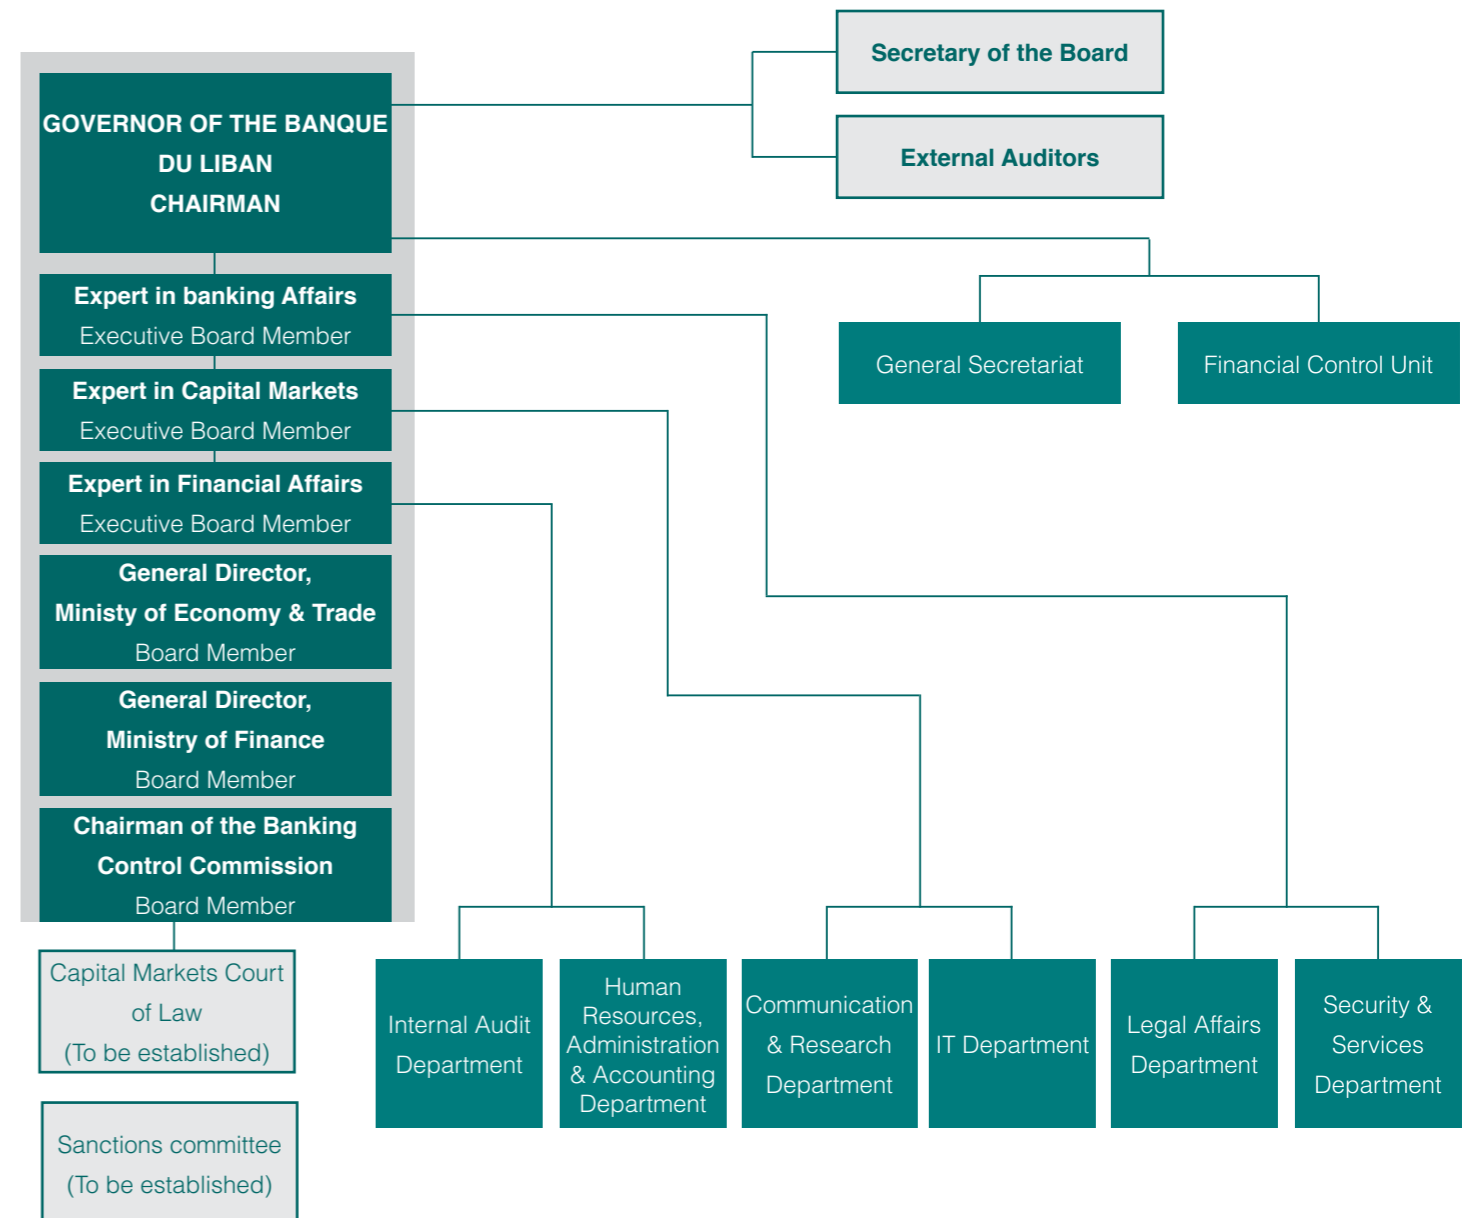 Secretary of the Board
External Auditors
GOVERNOR OF THE BANQUE
DU LIBAN
CHAIRMAN
Expert in banking Affairs
Executive Board Member
Expert in Capital Markets
Executive Board Member
Expert in Financial Affairs
Executive Board Member
General Director,
Ministy of Economy & Trade
Board Member
General Director,
Ministry of Finance
Board Member
Chairman of the Banking
Control Commission
Board Member
General Secretariat
Financial Control Unit
Capital Markets Court
of Law
(To be established)
Sanctions committee
(To be established)
Internal Audit
Department
Human
Resources,
Administration
& Accounting
Department
Communication
& Research
Department
IT Department
Legal Affairs
Department
Security &
Services
Department